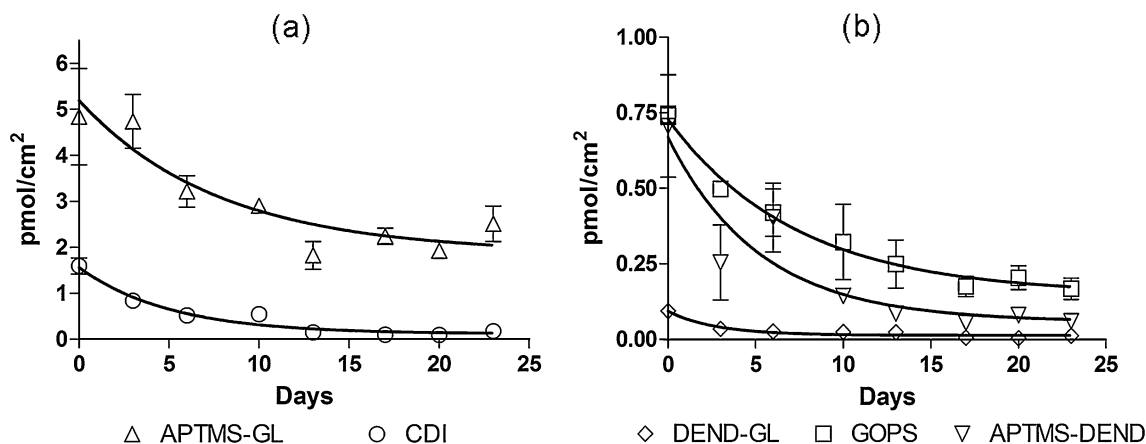 (a)
pmol/cm²
6
5
4
3
2
1
0
0 5 10 15 20 25
Days
APTMS-GL CDI
(b)
pmol/cm²
1.00
0.75
0.50
0.25
0.00
0 5 10 15 20 25
Days
DEND-GL GOPS APTMS-DEND